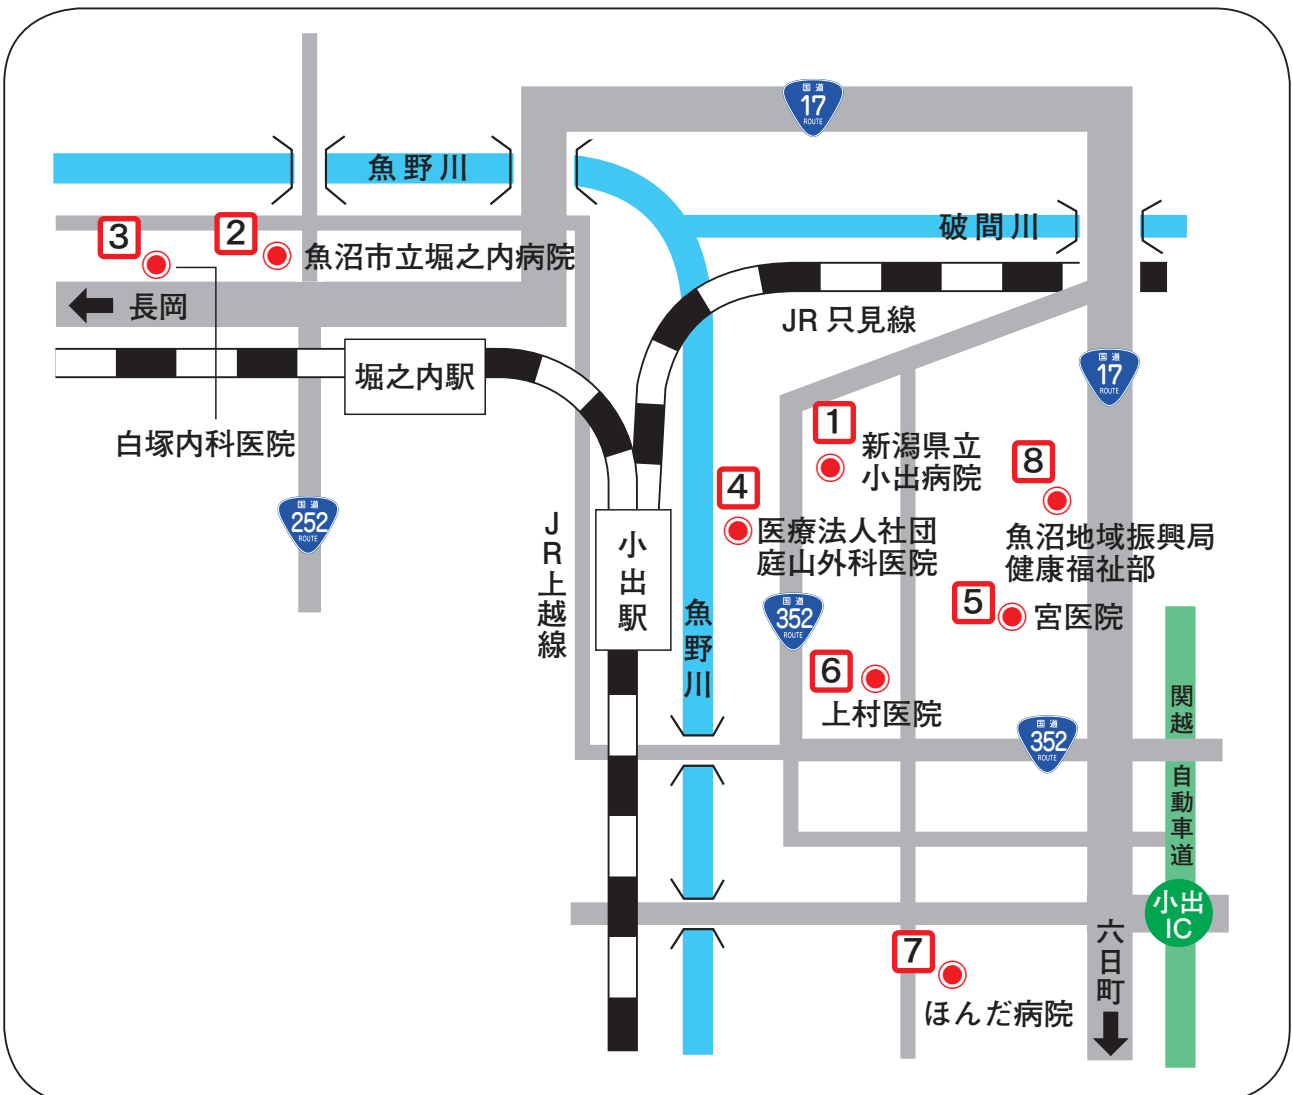 国道
17
ROUTE
魚野川
破間川
3
2
魚沼市立堀之内病院
長岡
JR 只見線
堀之内駅
国道
17
ROUTE
白塚内科医院
1
新潟県立
小出病院
8
魚沼地域振興局
健康福祉部
4
医療法人社団
庭山外科医院
国道
252
ROUTE
JR上越線
小出駅
魚野川
国道
352
ROUTE
5
宮医院
6
上村医院
国道
352
ROUTE
関越自動車道
小出
IC
六日町
7
ほんだ病院